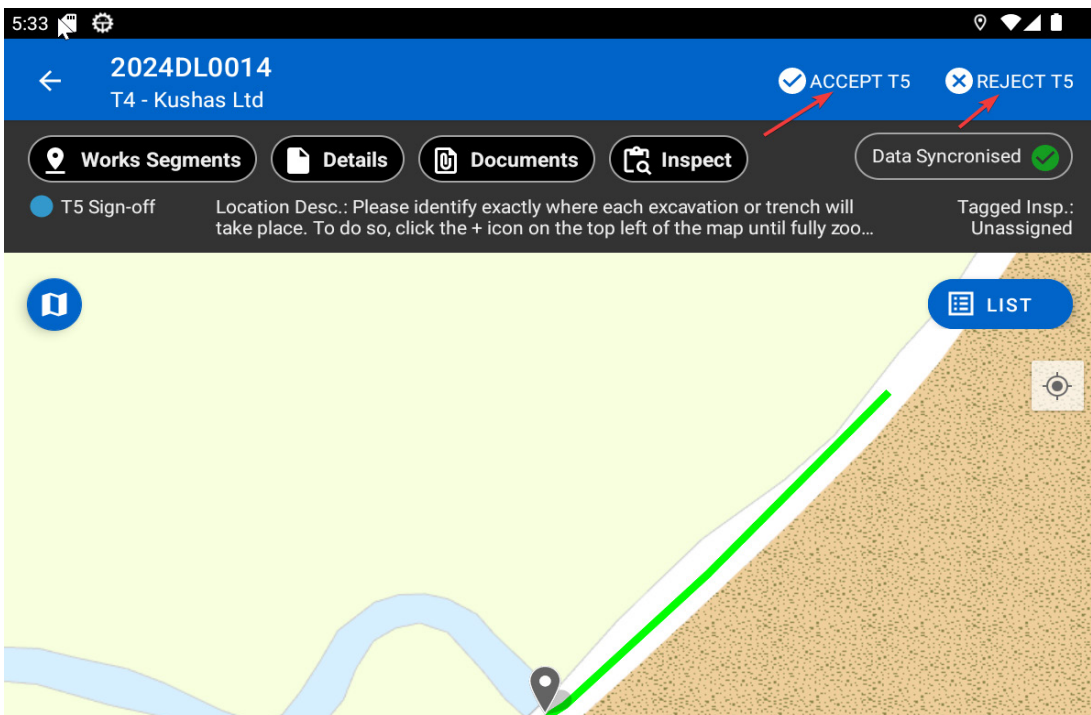 5:33
2024DL0014
T4 - Kushas Ltd
ACCEPT T5
REJECT T5
Works Segments
Details
Documents
Inspect
Data Syncronised
T5 Sign-off
Location Desc.: Please identify exactly where each excavation or trench will
take place. To do so, click the + icon on the top left of the map until fully zoo...
Tagged Insp.:
Unassigned
LIST